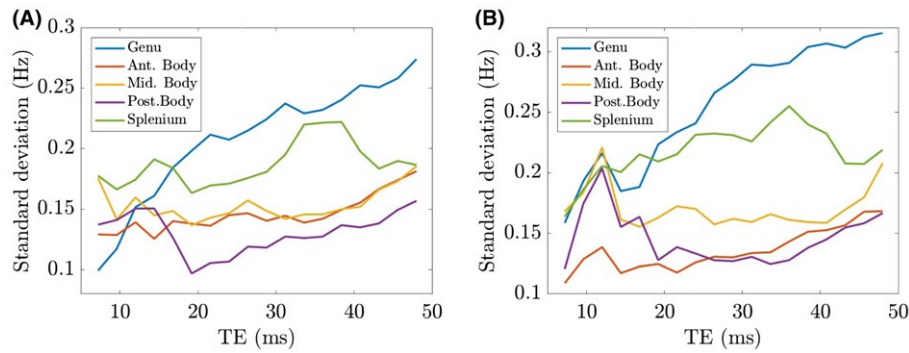 (A)
0.3
0.25
0.2
0.15
0.1
Standard deviation (Hz)
Genu
Ant. Body
Mid. Body
Post.Body
Splenium
10 20 30 40 50
TE (ms)
(B)
0.3
0.25
0.2
0.15
0.1
Standard deviation (Hz)
Genu
Ant. Body
Mid. Body
Post.Body
Splenium
10 20 30 40 50
TE (ms)